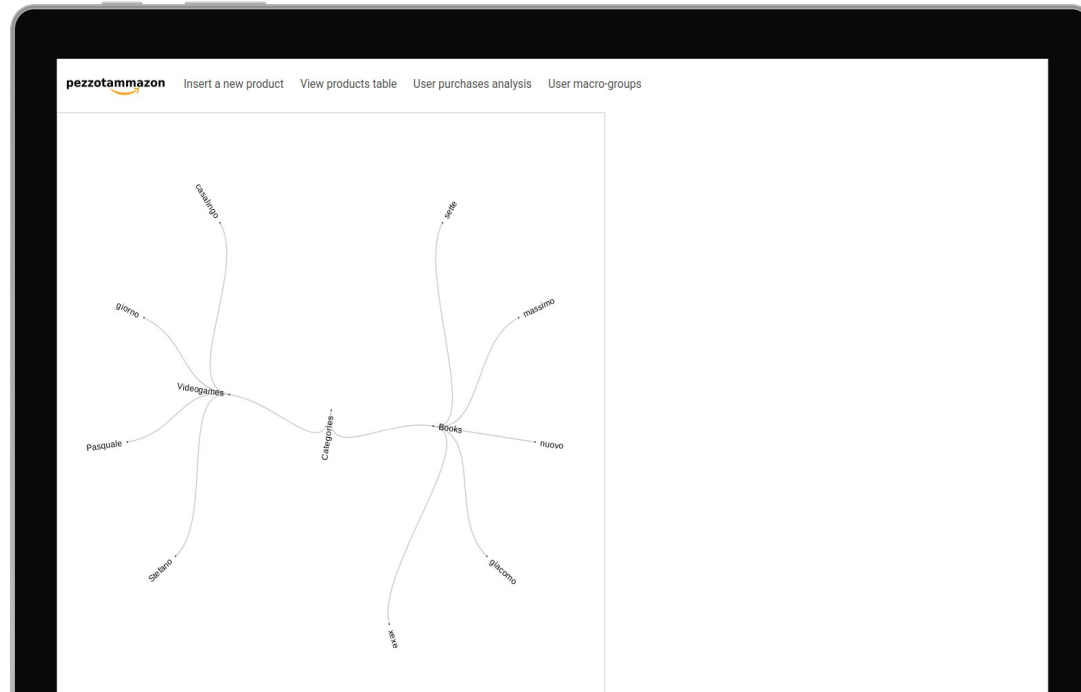 pezzotammazon Insert a new product View products table User purchases analysis User macro-groups
casalingo
sette
giorno
massimo
Videogames
Categories
Books
Pasquale
nuovo
Stefano
giacomo
xexe